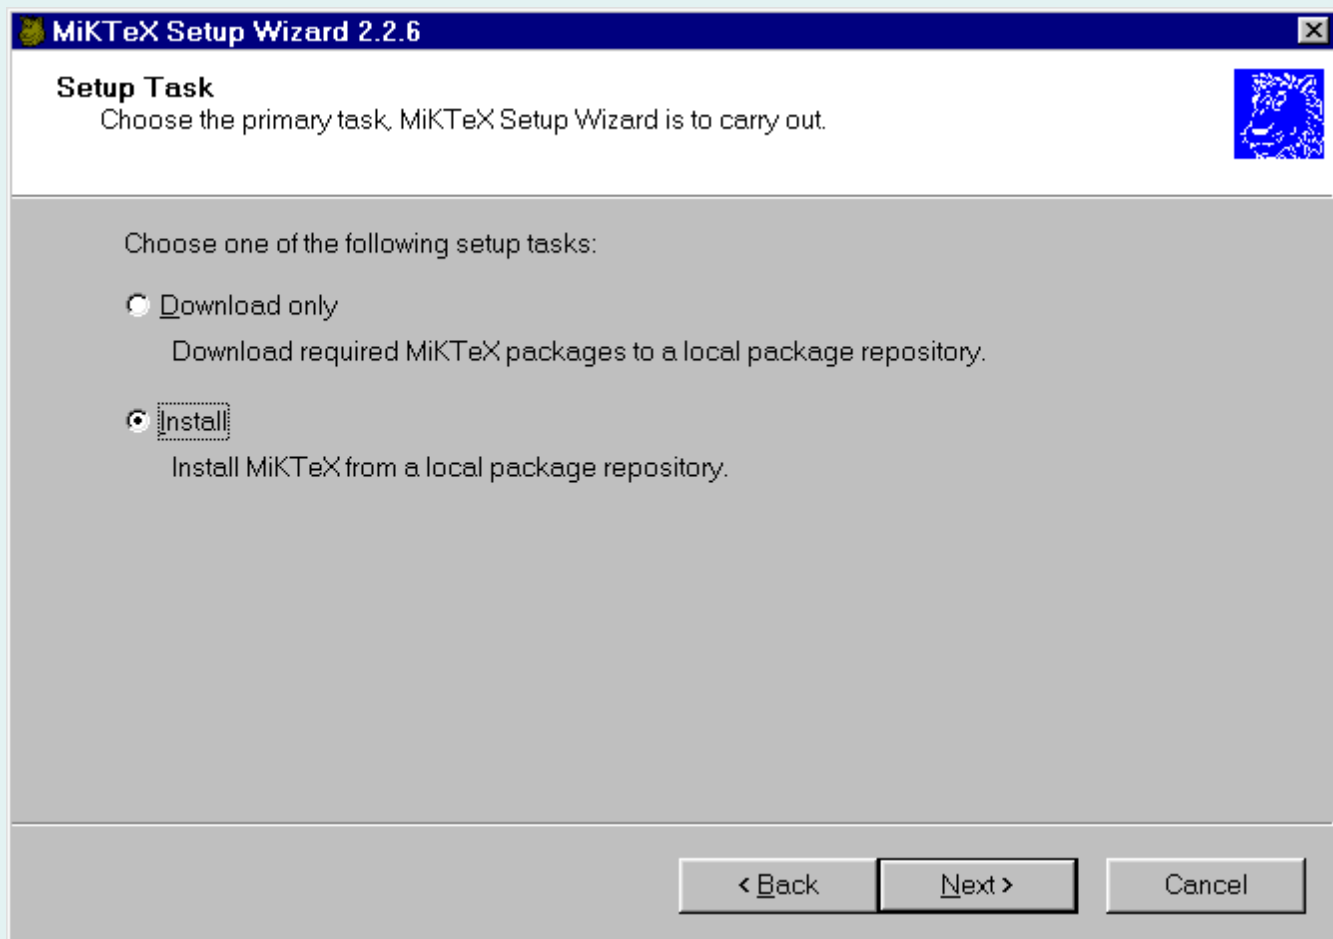 MiKTeX Setup Wizard 2.2.6
Setup Task
Choose the primary task, MiKTeX Setup Wizard is to carry out.
Choose one of the following setup tasks:
Download only
Download required MiKTeX packages to a local package repository.
Install
Install MiKTeX from a local package repository.
< Back Next > Cancel